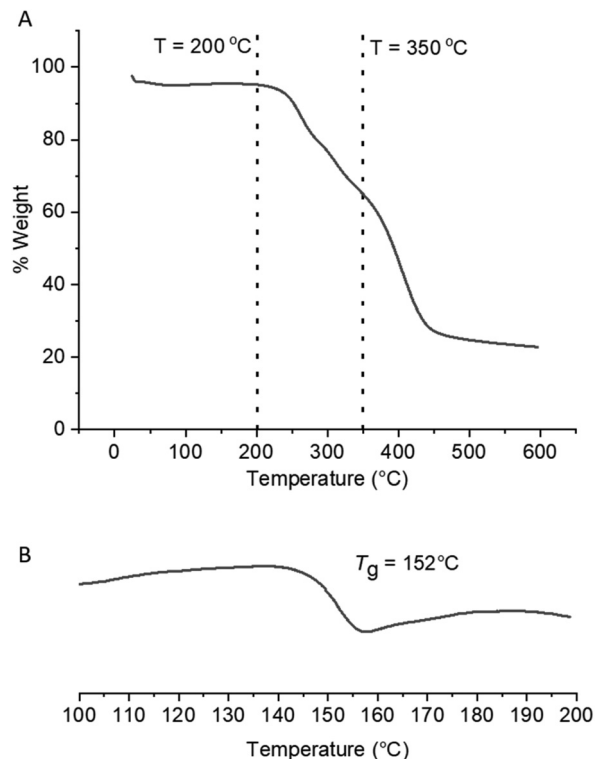 A
T = 200 °C
T = 350 °C
100
80
60
40
20
0
% Weight
0 100 200 300 400 500 600
Temperature (°C)
B
Tg = 152°C
100 110 120 130 140 150 160 170 180 190 200
Temperature (°C)